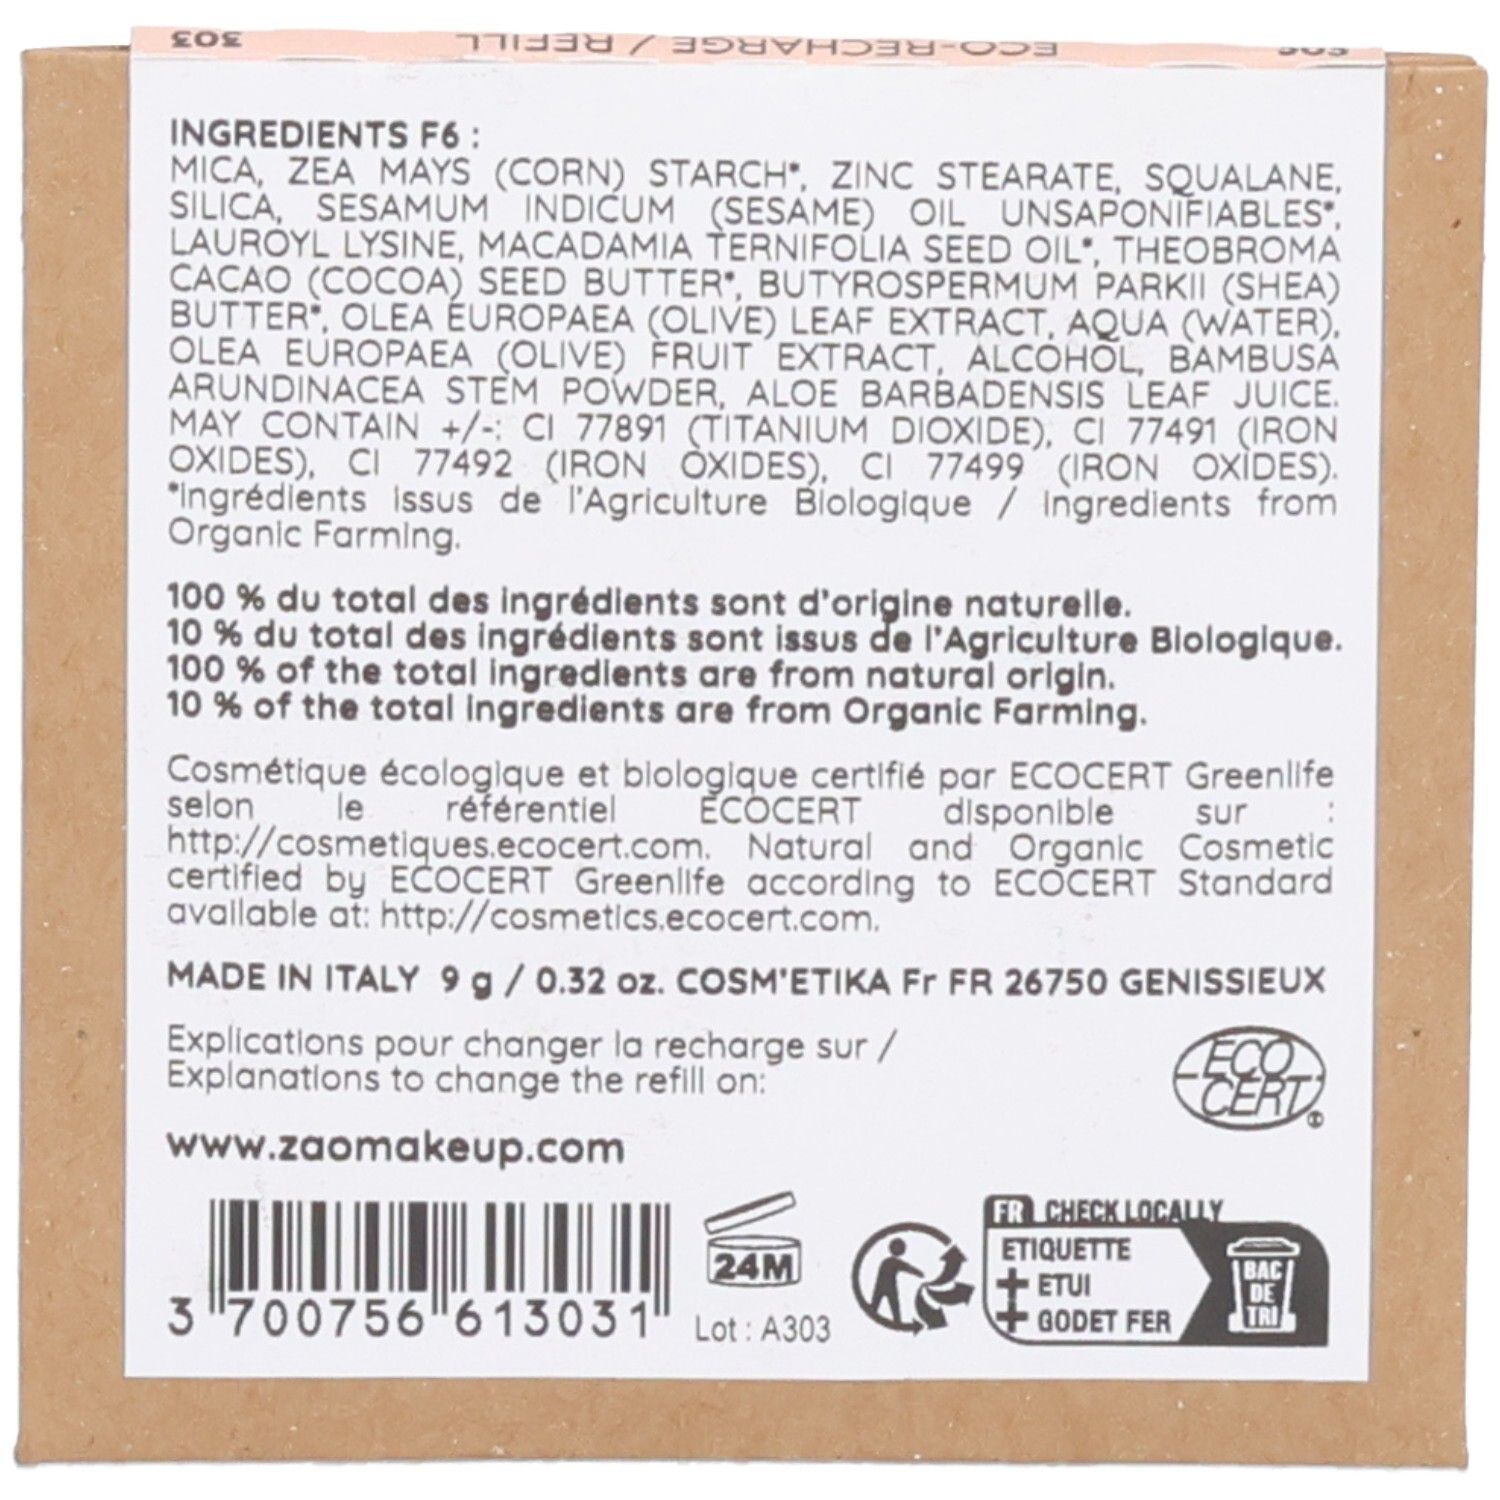 303 ECO-RECHARGE / REFILL 303
INGREDIENTS F6 :
MICA, ZEA MAYS (CORN) STARCH*, ZINC STEARATE, SQUALANE,
SILICA, SESAMUM INDICUM (SESAME) OIL UNSAPONIFIABLES*,
LAUROYL LYSINE, MACADAMIA TERNIFOLIA SEED OIL*, THEOBROMA
CACAO (COCOA) SEED BUTTER*, BUTYROSPERMUM PARKII (SHEA)
BUTTER*, OLEA EUROPAEA (OLIVE) LEAF EXTRACT, AQUA (WATER),
OLEA EUROPAEA (OLIVE) FRUIT EXTRACT, ALCOHOL, BAMBUSA
ARUNDINACEA STEM POWDER, ALOE BARBADENSIS LEAF JUICE.
MAY CONTAIN +/-: CI 77891 (TITANIUM DIOXIDE), CI 77491 (IRON
OXIDES), CI 77492 (IRON OXIDES), CI 77499 (IRON OXIDES).
*Ingrédients issus de l'Agriculture Biologique / Ingredients from
Organic Farming.
100 % du total des ingrédients sont d'origine naturelle.
10 % du total des ingrédients sont issus de l'Agriculture Biologique.
100 % of the total ingredients are from natural origin.
10 % of the total ingredients are from Organic Farming.
Cosmétique écologique et biologique certifié par ECOCERT Greenlife
selon le référentiel ECOCERT disponible sur :
http://cosmetiques.ecocert.com. Natural and Organic Cosmetic
certified by ECOCERT Greenlife according to ECOCERT Standard
available at: http://cosmetics.ecocert.com.
MADE IN ITALY 9 g / 0.32 oz. COSM'ETIKA Fr FR 26750 GENISSIEUX
Explications pour changer la recharge sur /
Explanations to change the refill on:
ECO
CERT
®
www.zaomakeup.com
3 700756 613031
24M
Lot : A303
FR CHECK LOCALLY
ETIQUETTE
+ ETUI
+ GODET FER
BAC
DE
TRI